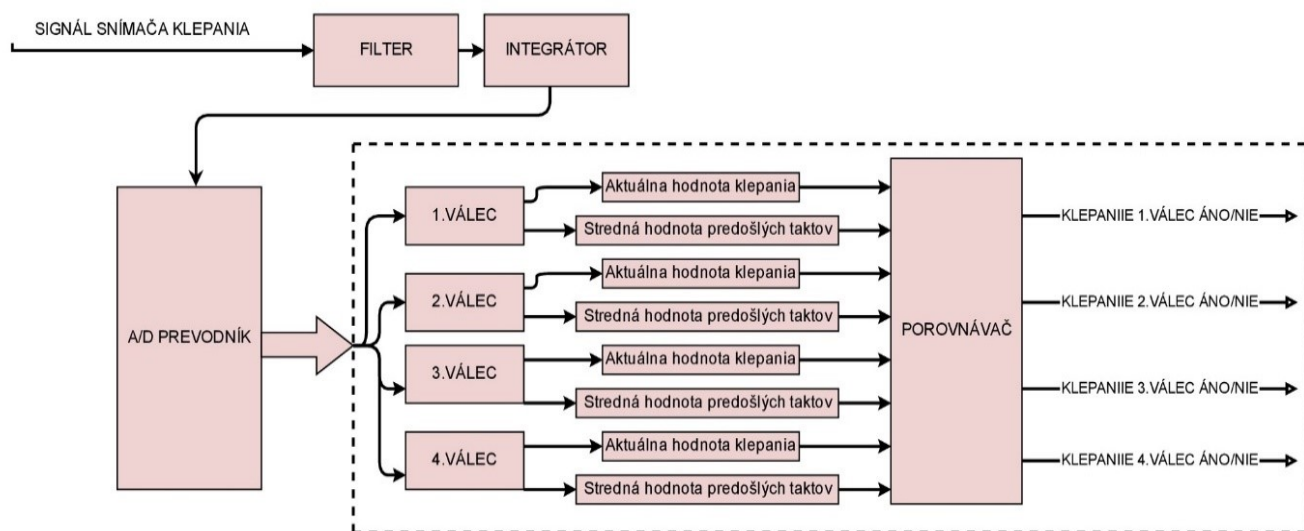 SIGNÁL SNÍMAČA KLEPANIA
FILTER
INTEGRÁTOR
A/D PREVODNÍK
1.VÁLEC
Aktuálna hodnota klepania
Stredná hodnota predošlých taktov
2.VÁLEC
Aktuálna hodnota klepania
Stredná hodnota predošlých taktov
3.VÁLEC
Aktuálna hodnota klepania
Stredná hodnota predošlých taktov
4.VÁLEC
Aktuálna hodnota klepania
Stredná hodnota predošlých taktov
POROVNÁVAČ
KLEPANIIE 1.VÁLEC ÁNO/NIE
KLEPANIIE 2.VÁLEC ÁNO/NIE
KLEPANIIE 3.VÁLEC ÁNO/NIE
KLEPANIIE 4.VÁLEC ÁNO/NIE